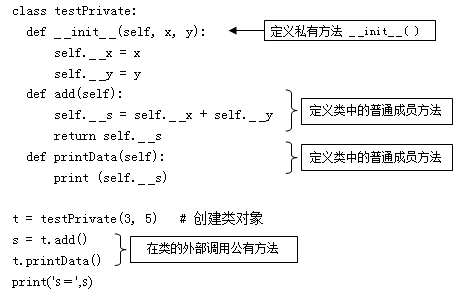 class testPrivate:
def __init__(self, x, y):
定义私有方法 __init__( )
self.__x = x
self.__y = y
def add(self):
self.__s = self.__x + self.__y
定义类中的普通成员方法
return self.__s
def printData(self):
定义类中的普通成员方法
print (self.__s)
t = testPrivate(3, 5)   # 创建类对象
s = t.add()
在类的外部调用公有方法
t.printData()
print('s＝',s)